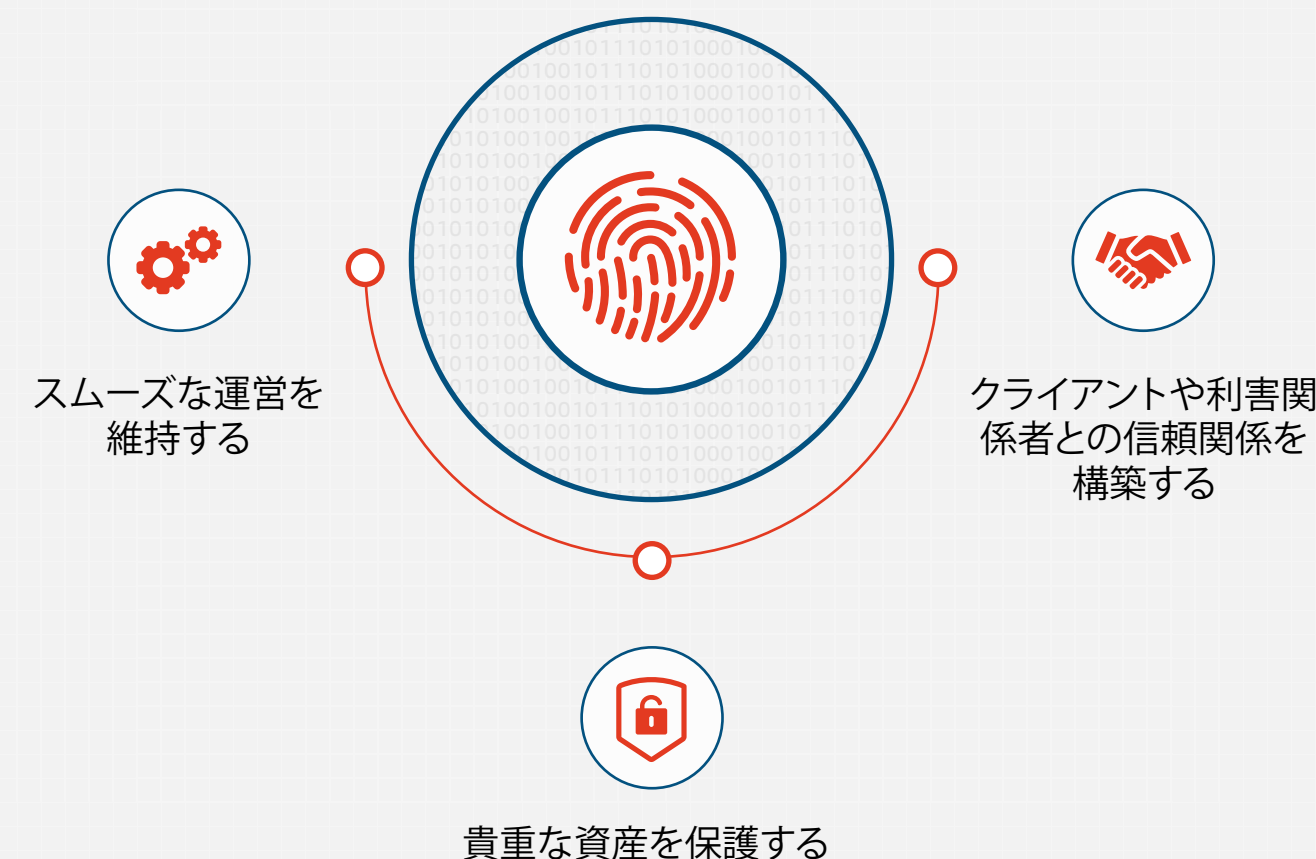 スムーズな運営を
維持する
クライアントや利害関
係者との信頼関係を
構築する
貴重な資産を保護する